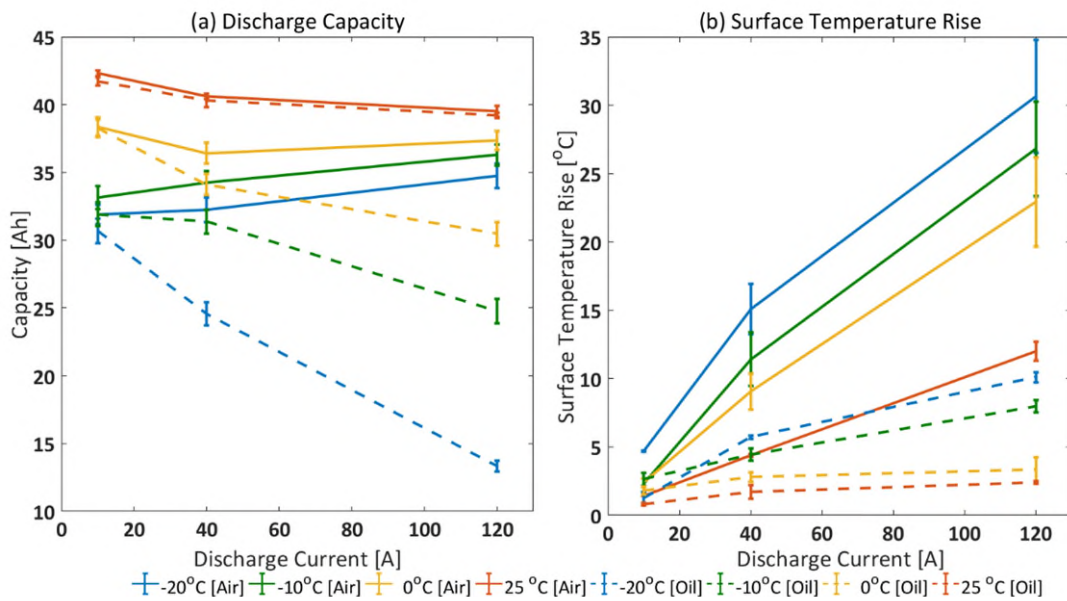 (a) Discharge Capacity
(b) Surface Temperature Rise
Capacity [Ah]
45
40
35
30
25
20
15
10
0 20 40 60 80 100 120
Discharge Current [A]
Surface Temperature Rise [°C]
35
30
25
20
15
10
5
0
0 20 40 60 80 100 120
Discharge Current [A]
-20°C [Air] -10°C [Air] 0°C [Air] 25 °C [Air] -20°C [Oil] -10°C [Oil] 0°C [Oil] 25 °C [Oil]